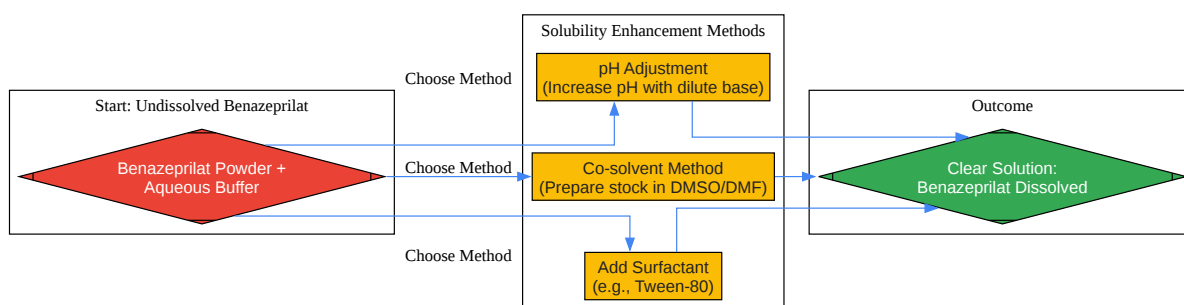 Start: Undissolved Benazeprilat
Benazeprilat Powder +
Aqueous Buffer
Choose Method
Choose Method
Choose Method
Solubility Enhancement Methods
pH Adjustment
(Increase pH with dilute base)
Co-solvent Method
(Prepare stock in DMSO/DMF)
Add Surfactant
(e.g., Tween-80)
Outcome
Clear Solution:
Benazeprilat Dissolved